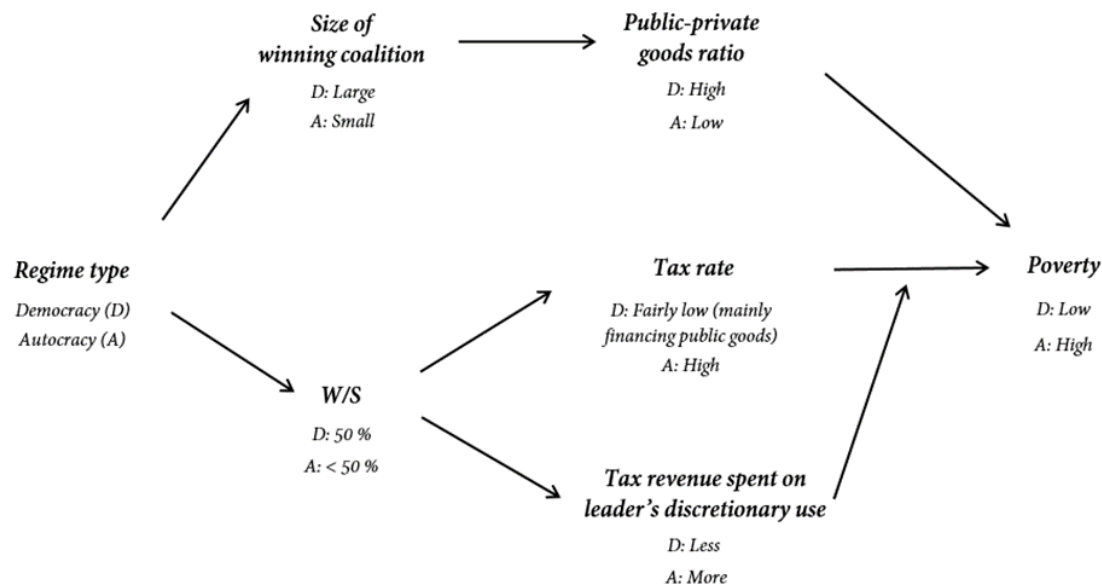 Size of
winning coalition
D: Large
A: Small
Public-private
goods ratio
D: High
A: Low
Regime type
Democracy (D)
Autocracy (A)
Tax rate
D: Fairly low (mainly
financing public goods)
A: High
Poverty
D: Low
A: High
W/S
D: 50 %
A: < 50 %
Tax revenue spent on
leader's discretionary use
D: Less
A: More